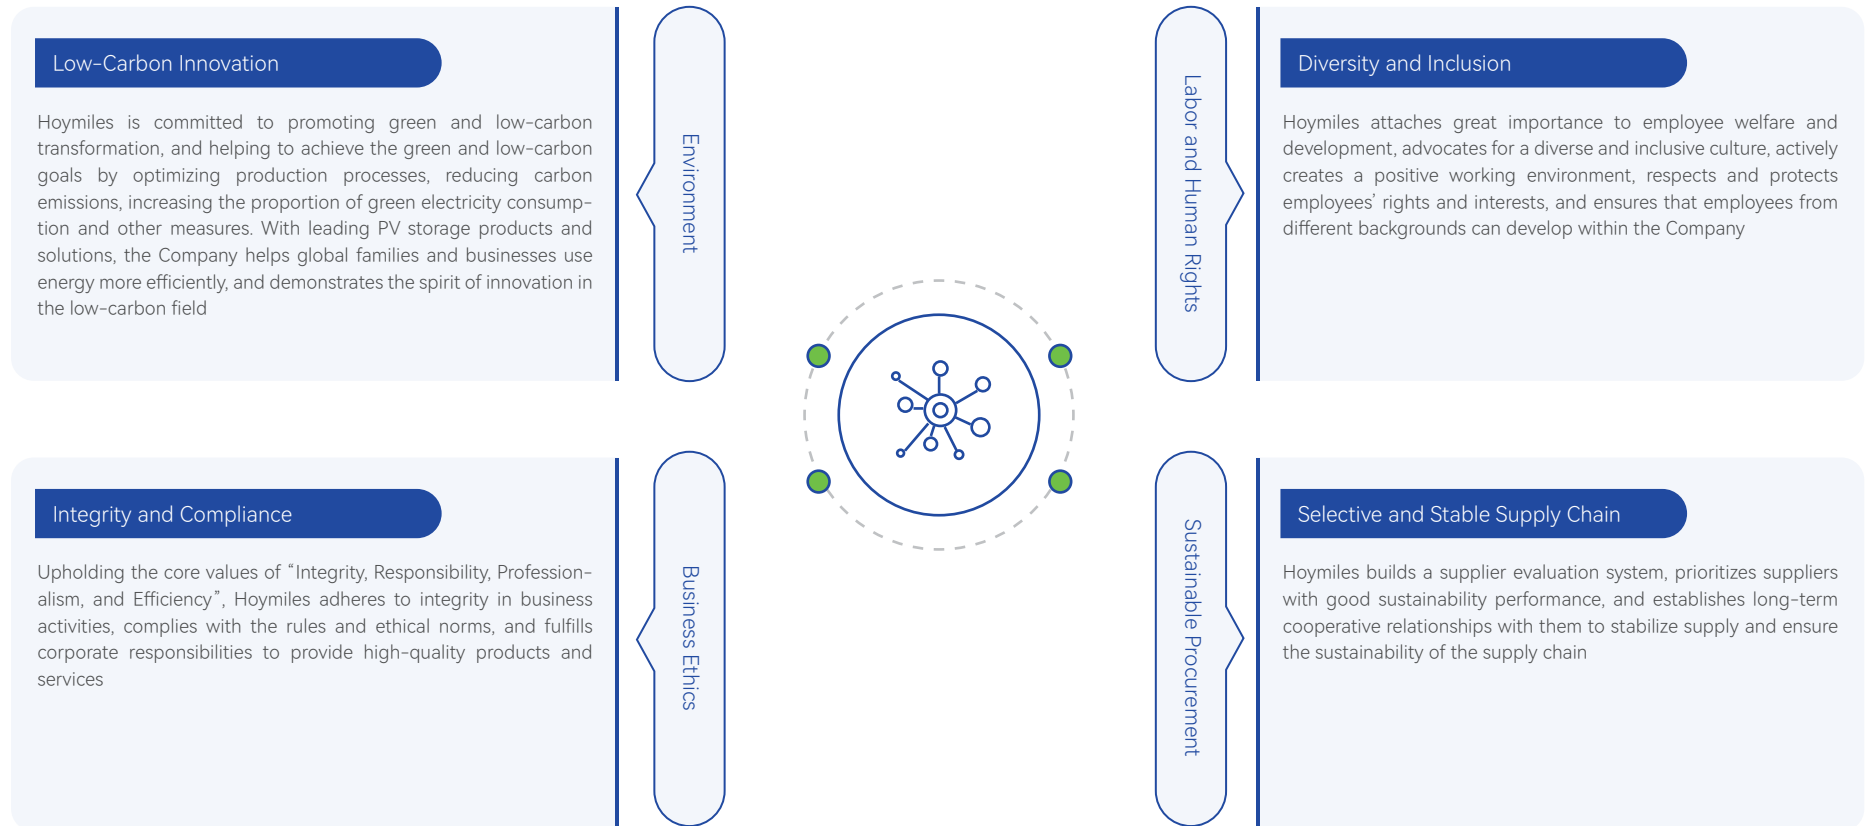 Low-Carbon Innovation
Hoymiles is committed to promoting green and low-carbon
transformation, and helping to achieve the green and low-carbon
goals by optimizing production processes, reducing carbon
emissions, increasing the proportion of green electricity consump-
tion and other measures. With leading PV storage products and
solutions, the Company helps global families and businesses use
energy more efficiently, and demonstrates the spirit of innovation in
the low-carbon field
Environment
Labor and Human Rights
Diversity and Inclusion
Hoymiles attaches great importance to employee welfare and
development, advocates for a diverse and inclusive culture, actively
creates a positive working environment, respects and protects
employees’ rights and interests, and ensures that employees from
different backgrounds can develop within the Company
Integrity and Compliance
Upholding the core values of “Integrity, Responsibility, Profession-
alism, and Efficiency”, Hoymiles adheres to integrity in business
activities, complies with the rules and ethical norms, and fulfills
corporate responsibilities to provide high-quality products and
services
Business Ethics
Sustainable Procurement
Selective and Stable Supply Chain
Hoymiles builds a supplier evaluation system, prioritizes suppliers
with good sustainability performance, and establishes long-term
cooperative relationships with them to stabilize supply and ensure
the sustainability of the supply chain